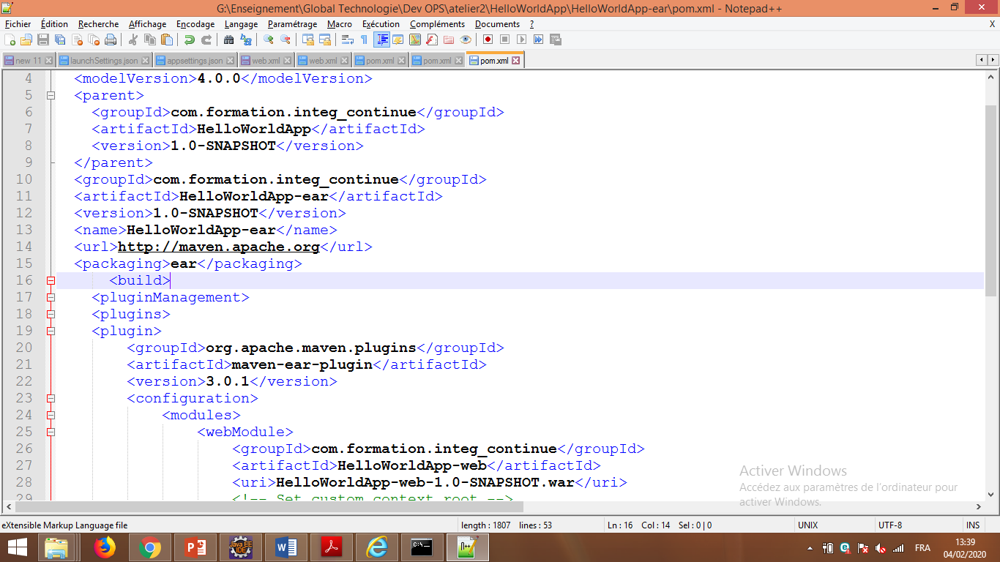 G:\Enseignement\Global Technologie\Dev OPS\atelier2\HelloWorldApp\HelloWorldApp-ear\pom.xml - Notepad++
Fichier Édition Recherche Affichage Encodage Langage Paramétrage Macro Exécution Compléments Documents ? X
new 11 launchSettings.json appsettings.json web.xml web.xml pom.xml pom.xml pom.xml
4 <modelVersion>4.0.0</modelVersion>
5 <parent>
6 <groupId>com.formation.integ_continue</groupId>
7 <artifactId>HelloWorldApp</artifactId>
8 <version>1.0-SNAPSHOT</version>
9 </parent>
10 <groupId>com.formation.integ_continue</groupId>
11 <artifactId>HelloWorldApp-ear</artifactId>
12 <version>1.0-SNAPSHOT</version>
13 <name>HelloWorldApp-ear</name>
14 <url>http://maven.apache.org</url>
15 <packaging>ear</packaging>
16 <build>
17 <pluginManagement>
18 <plugins>
19 <plugin>
20 <groupId>org.apache.maven.plugins</groupId>
21 <artifactId>maven-ear-plugin</artifactId>
22 <version>3.0.1</version>
23 <configuration>
24 <modules>
25 <webModule>
26 <groupId>com.formation.integ_continue</groupId>
27 <artifactId>HelloWorldApp-web</artifactId>
28 <uri>HelloWorldApp-web-1.0-SNAPSHOT.war</uri>
29 <!-- Set custom context root -->
Activer Windows
Accédez aux paramètres de l'ordinateur pour
activer Windows.
eXtensible Markup Language file length : 1807 lines : 53 Ln : 16 Col : 14 Sel : 0 | 0 UNIX UTF-8 INS
Java EE
IDE
FRA
13:39
04/02/2020